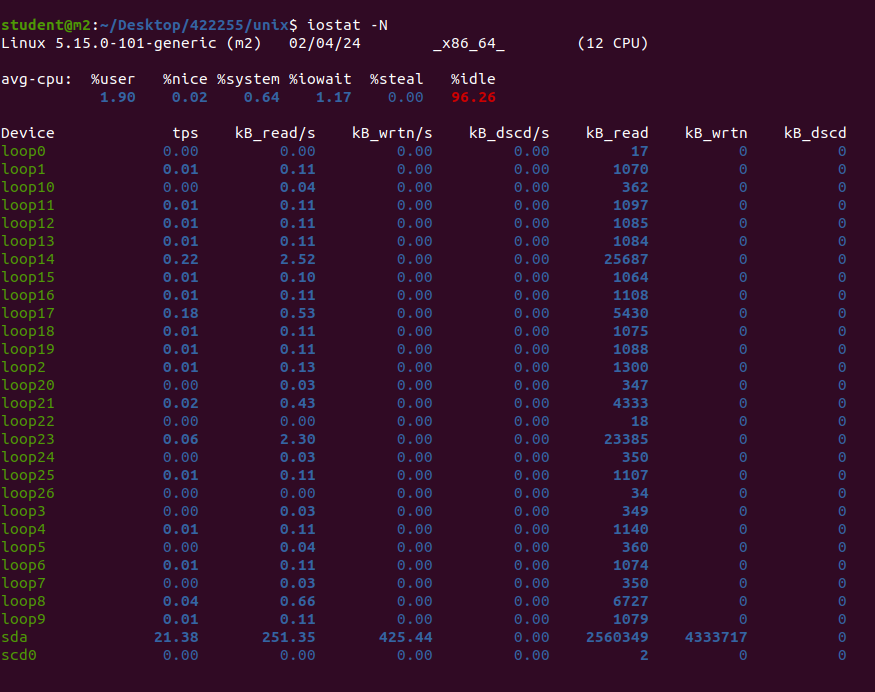 student@m2:~/Desktop/422255/unix$ iostat -N
Linux 5.15.0-101-generic (m2) 02/04/24 _x86_64_ (12 CPU)
avg-cpu: %user %nice %system %iowait %steal %idle
1.90 0.02 0.64 1.17 0.00 96.26
Device tps kB_read/s kB_wrtn/s kB_dscd/s kB_read kB_wrtn kB_dscd
loop0 0.00 0.00 0.00 0.00 17 0 0
loop1 0.01 0.11 0.00 0.00 1070 0 0
loop10 0.00 0.04 0.00 0.00 362 0 0
loop11 0.01 0.11 0.00 0.00 1097 0 0
loop12 0.01 0.11 0.00 0.00 1085 0 0
loop13 0.01 0.11 0.00 0.00 1084 0 0
loop14 0.22 2.52 0.00 0.00 25687 0 0
loop15 0.01 0.10 0.00 0.00 1064 0 0
loop16 0.01 0.11 0.00 0.00 1108 0 0
loop17 0.18 0.53 0.00 0.00 5430 0 0
loop18 0.01 0.11 0.00 0.00 1075 0 0
loop19 0.01 0.11 0.00 0.00 1088 0 0
loop2 0.01 0.13 0.00 0.00 1300 0 0
loop20 0.00 0.03 0.00 0.00 347 0 0
loop21 0.02 0.43 0.00 0.00 4333 0 0
loop22 0.00 0.00 0.00 0.00 18 0 0
loop23 0.06 2.30 0.00 0.00 23385 0 0
loop24 0.00 0.03 0.00 0.00 350 0 0
loop25 0.01 0.11 0.00 0.00 1107 0 0
loop26 0.00 0.00 0.00 0.00 34 0 0
loop3 0.00 0.03 0.00 0.00 349 0 0
loop4 0.01 0.11 0.00 0.00 1140 0 0
loop5 0.00 0.04 0.00 0.00 360 0 0
loop6 0.01 0.11 0.00 0.00 1074 0 0
loop7 0.00 0.03 0.00 0.00 350 0 0
loop8 0.04 0.66 0.00 0.00 6727 0 0
loop9 0.01 0.11 0.00 0.00 1079 0 0
sda 21.38 251.35 425.44 0.00 2560349 4333717 0
scd0 0.00 0.00 0.00 0.00 2 0 0